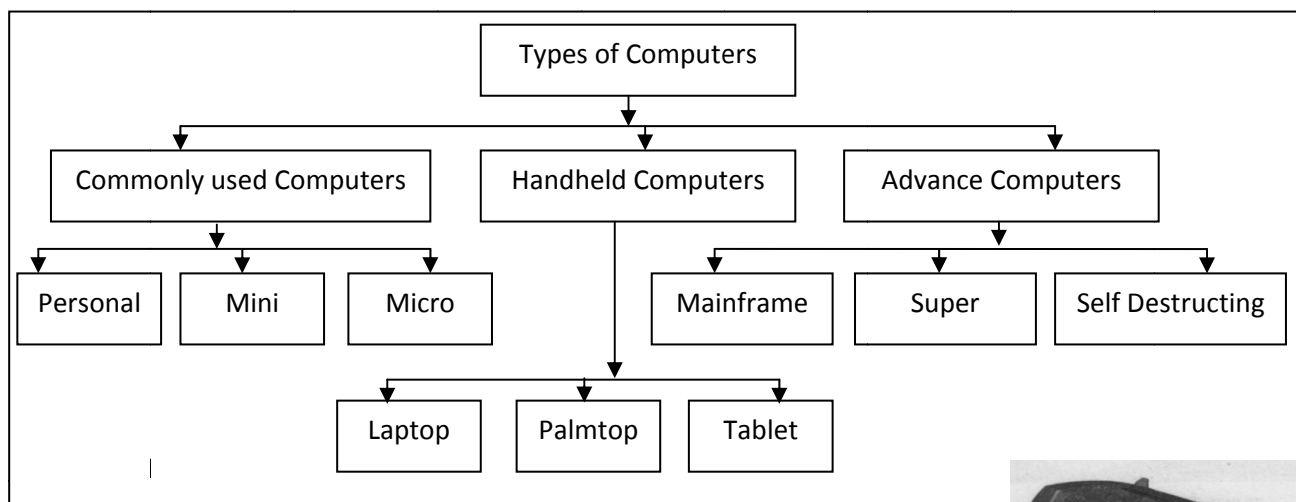 Types of Computers
Commonly used Computers
Handheld Computers
Advance Computers
Personal
Mini
Micro
Mainframe
Super
Self Destructing
Laptop
Palmtop
Tablet